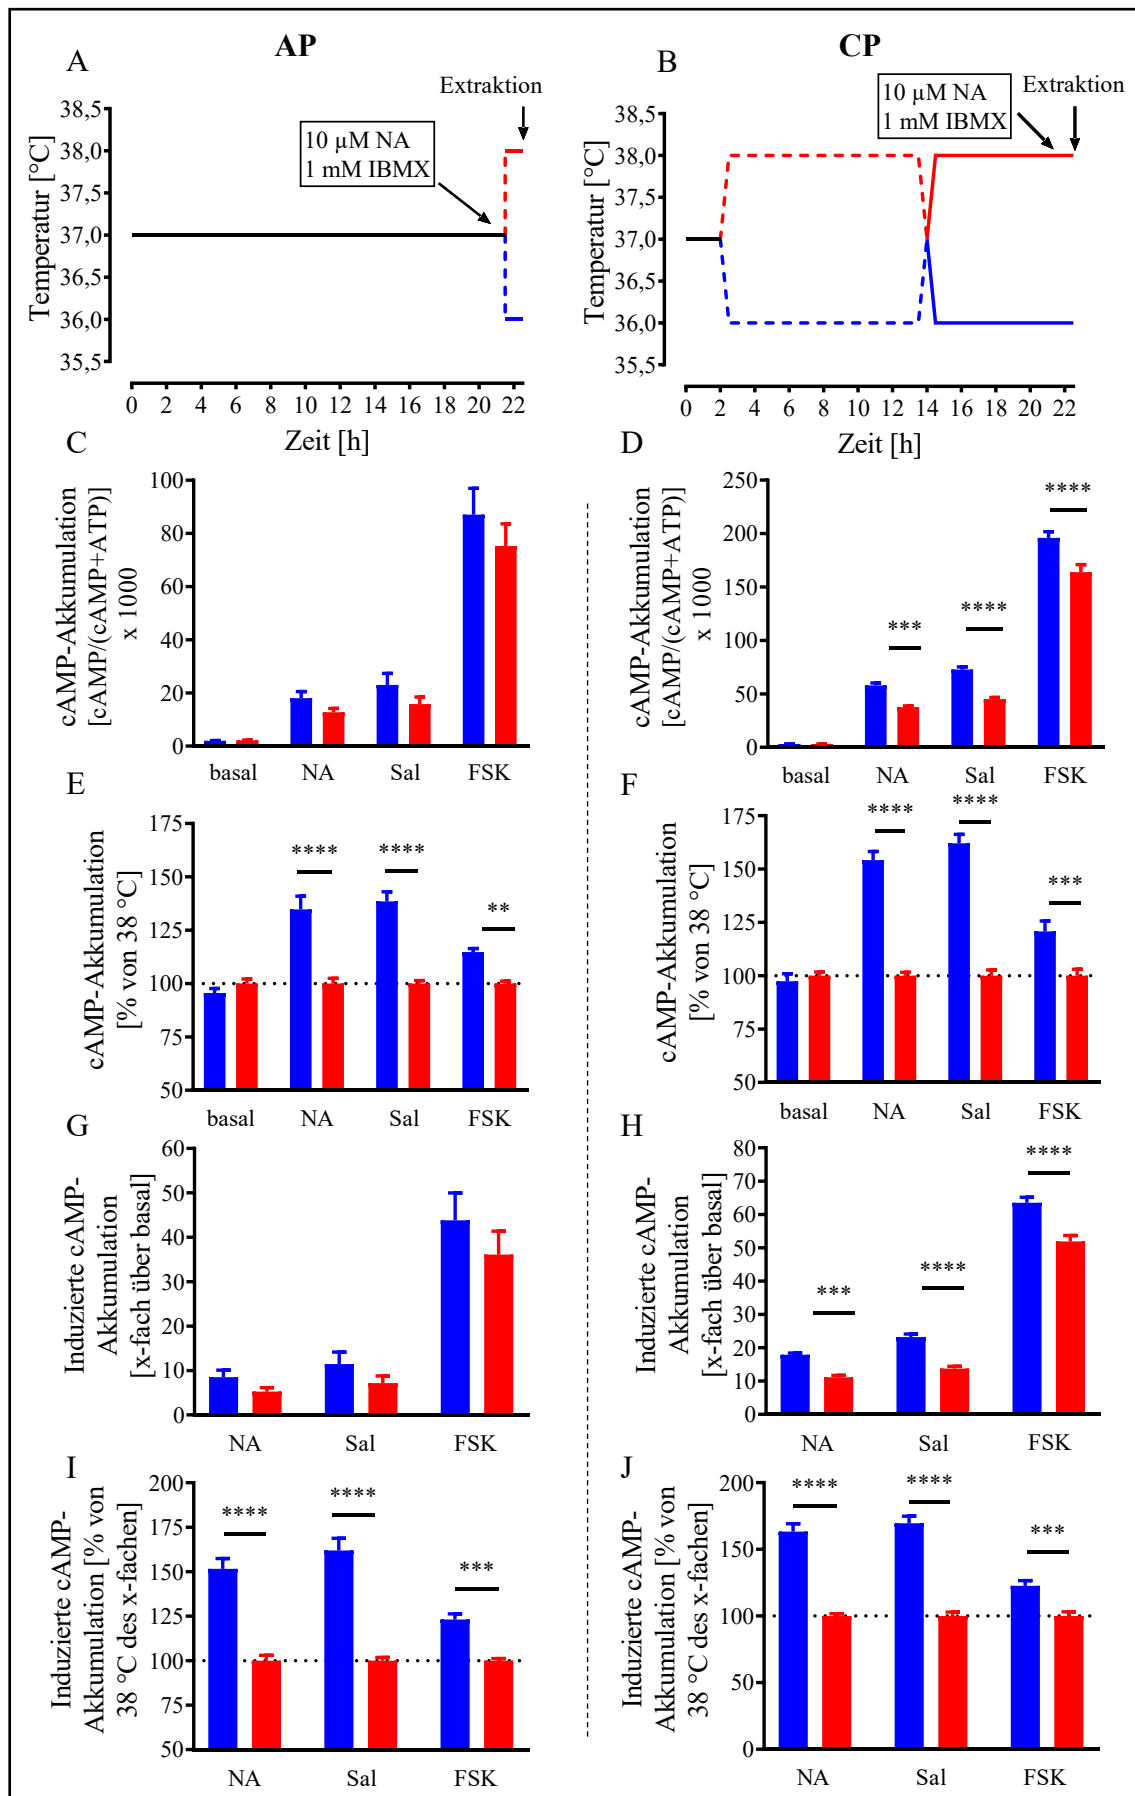 AP
CP
A
Extraktion
10 µM NA
1 mM IBMX
Temperatur [°C]
38,5
38,0
37,5
37,0
36,5
36,0
35,5
0 2 4 6 8 10 12 14 16 18 20 22
Zeit [h]
B
Extraktion
10 µM NA
1 mM IBMX
Temperatur [°C]
38,5
38,0
37,5
37,0
36,5
36,0
35,5
0 2 4 6 8 10 12 14 16 18 20 22
Zeit [h]
C
cAMP-Akkumulation
[cAMP/(cAMP+ATP)]
x 1000
100
80
60
40
20
0
basal NA Sal FSK
D
cAMP-Akkumulation
[cAMP/(cAMP+ATP)]
x 1000
250
200
150
100
50
0
*** **** ****
basal NA Sal FSK
E
cAMP-Akkumulation
[% von 38 °C]
175
150
125
100
75
50
**** **** **
basal NA Sal FSK
F
cAMP-Akkumulation
[% von 38 °C]
175
150
125
100
75
50
**** **** ***
basal NA Sal FSK
G
Induzierte cAMP-
Akkumulation
[x-fach über basal]
60
50
40
30
20
10
0
NA Sal FSK
H
Induzierte cAMP-
Akkumulation
[x-fach über basal]
80
70
60
50
40
30
20
10
0
*** **** ****
NA Sal FSK
I
Induzierte cAMP-
Akkumulation [% von
38 °C des x-fachen]
200
175
150
125
100
75
50
**** **** ***
NA Sal FSK
J
Induzierte cAMP-
Akkumulation [% von
38 °C des x-fachen]
200
150
100
50
0
**** **** ***
NA Sal FSK